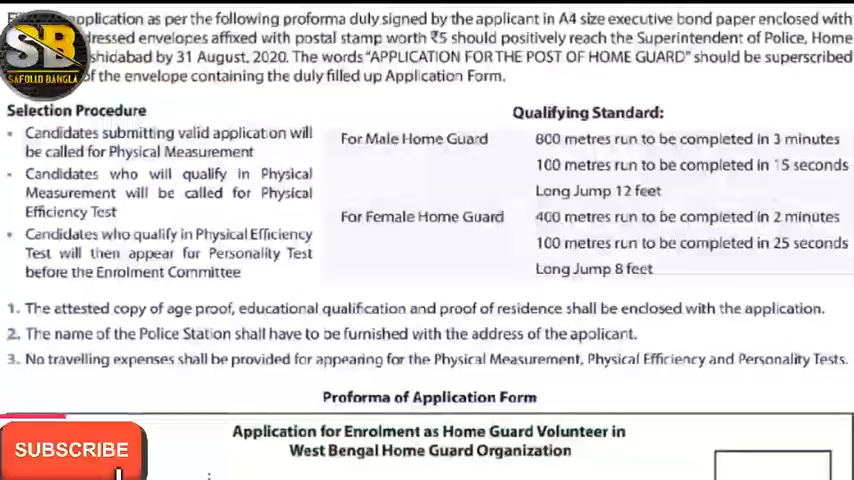 application as per the following proforma duly signed by the applicant in A4 size executive bond paper enclosed with
dressed envelopes affixed with postal stamp worth ₹5 should positively reach the Superintendent of Police, Home
shidabad by 31 August, 2020. The words "APPLICATION FOR THE POST OF HOME GUARD" should be superscribed
of the envelope containing the duly filled up Application Form.
SB
SAFOLIO BANGLA
Selection Procedure
• Candidates submitting valid application will
be called for Physical Measurement
• Candidates who will qualify in Physical
Measurement will be called for Physical
Efficiency Test
• Candidates who qualify in Physical Efficiency
Test will then appear for Personality Test
before the Enrolment Committee
Qualifying Standard:
For Male Home Guard 800 metres run to be completed in 3 minutes
100 metres run to be completed in 15 seconds
Long Jump 12 feet
For Female Home Guard 400 metres run to be completed in 2 minutes
100 metres run to be completed in 25 seconds
Long Jump 8 feet
1. The attested copy of age proof, educational qualification and proof of residence shall be enclosed with the application.
2. The name of the Police Station shall have to be furnished with the address of the applicant.
3. No travelling expenses shall be provided for appearing for the Physical Measurement, Physical Efficiency and Personality Tests.
Proforma of Application Form
Application for Enrolment as Home Guard Volunteer in
West Bengal Home Guard Organization
SUBSCRIBE